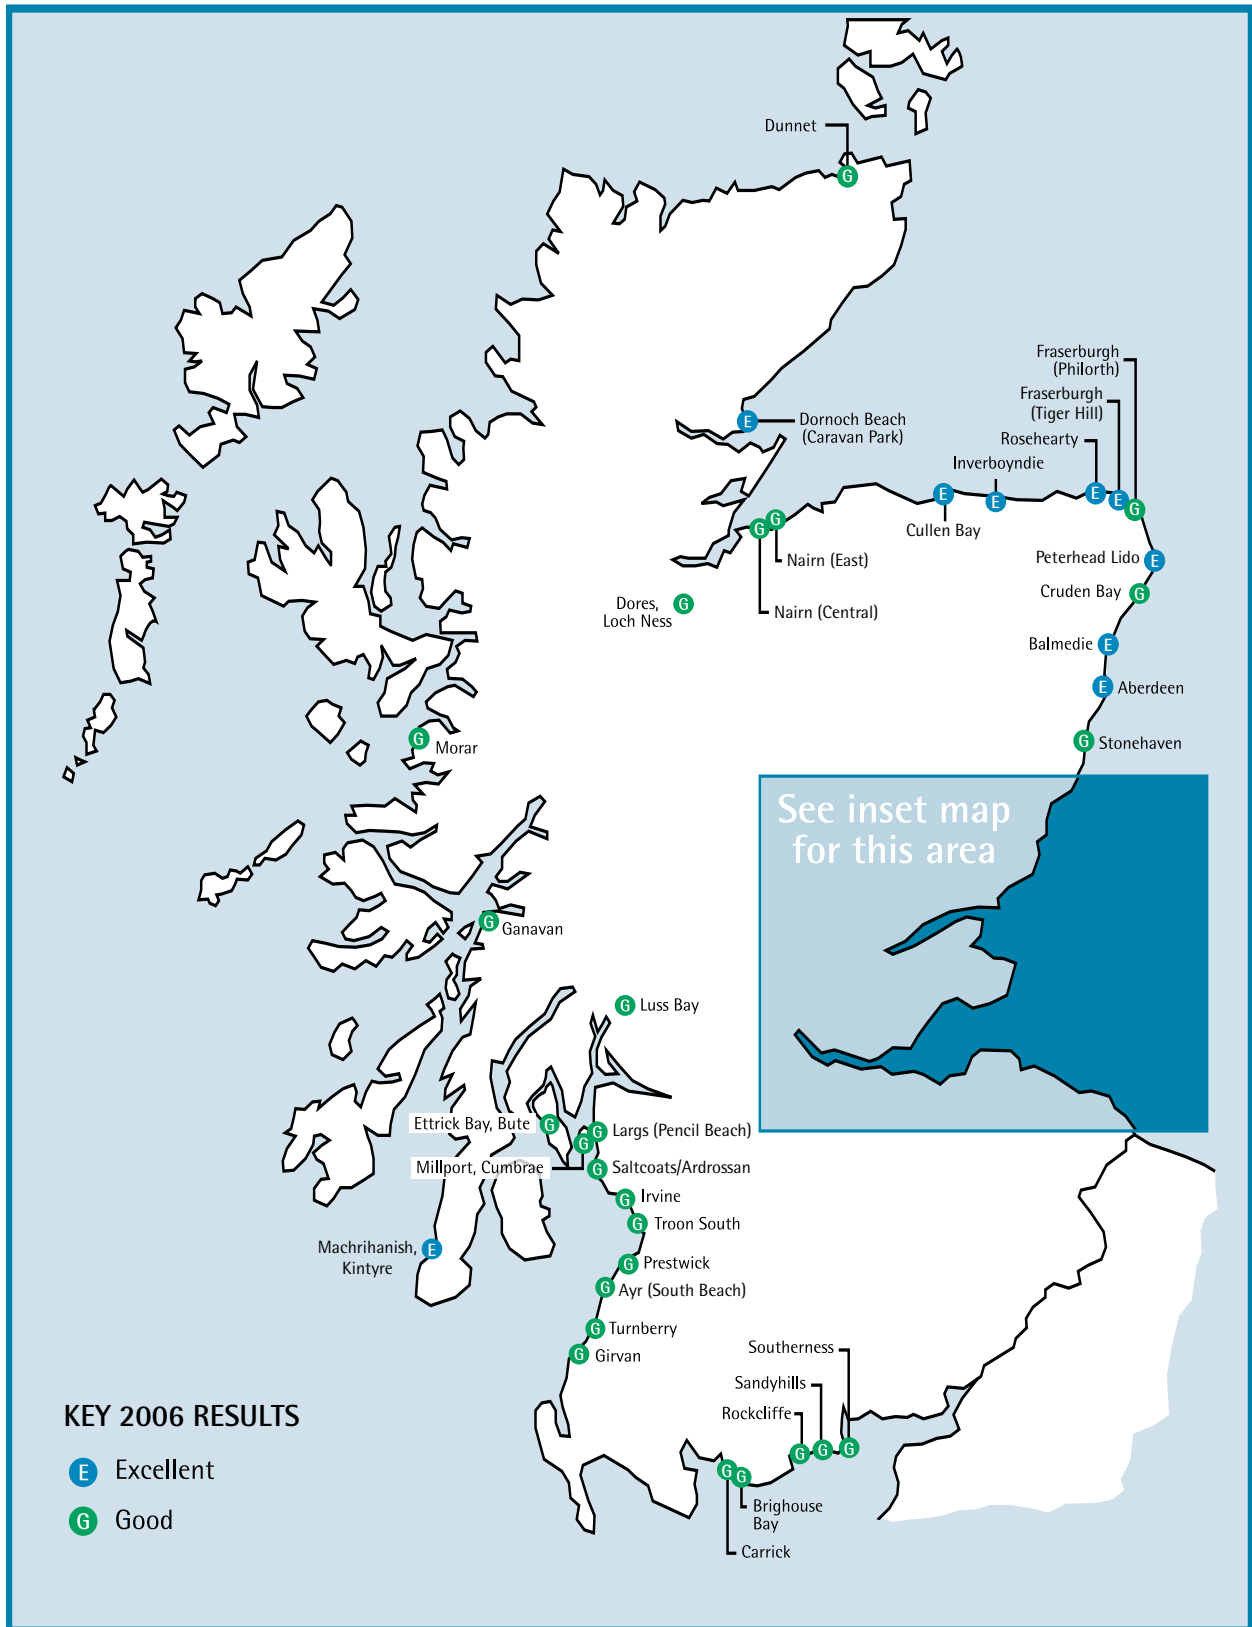 Dunnet
G
Fraserburgh
(Philorth)
Fraserburgh
(Tiger Hill)
Rosehearty
Inverboyndie
E
Dornoch Beach
(Caravan Park)
E
E
E
E
G
Cullen Bay
G
G
Nairn (East)
Nairn (Central)
Peterhead Lido
E
Cruden Bay
G
Dores,
Loch Ness
G
Balmedie
E
E
Aberdeen
G
Morar
G
Stonehaven
See inset map
for this area
G
Ganavan
G
Luss Bay
Ettrick Bay, Bute
G
G
Largs (Pencil Beach)
G
Millport, Cumbrae
G
Saltcoats/Ardrossan
G
Irvine
G
Troon South
Machrihanish,
Kintyre
E
G
Prestwick
G
Ayr (South Beach)
G
Turnberry
G
Girvan
Southerness
Sandyhills
Rockcliffe
G
G
G
G
G
Brighouse
Bay
Carrick
KEY 2006 RESULTS
E
Excellent
G
Good